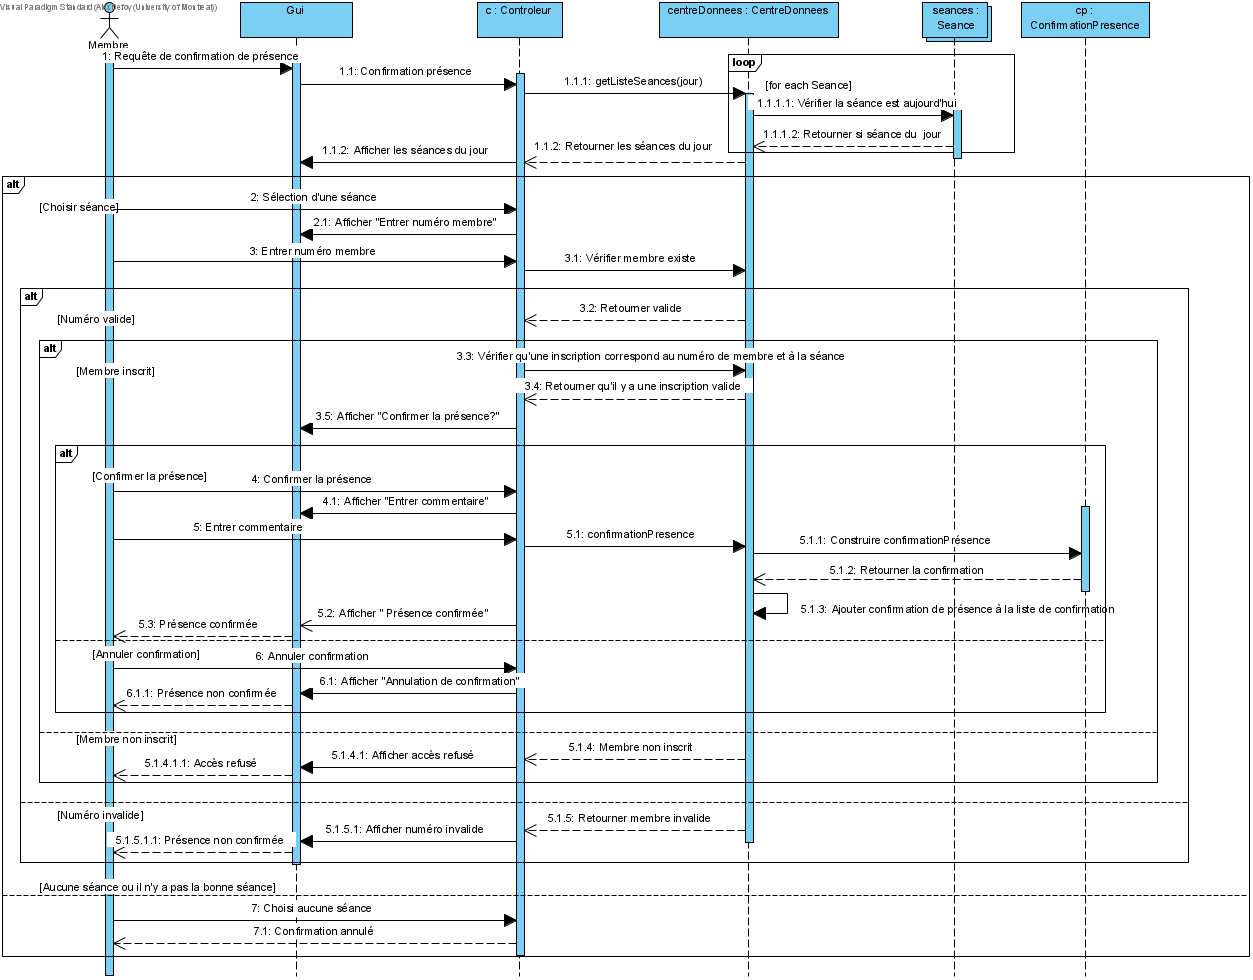 Visual Paradigm Standard (Alix Defoy (University of Montreal))
Gui
c : Controleur
centreDonnees : CentreDonnees
seances :
Seance
cp :
ConfirmationPresence
Membre
1: Requête de confirmation de présence
loop
1.1: Confirmation présence
1.1.1: getListeSeances(jour)
[for each Seance]
1.1.1.1: Vérifier la séance est aujourd'hui
1.1.1.2: Retourner si séance du jour
1.1.2: Retourner les séances du jour
1.1.2: Afficher les séances du jour
alt
2: Sélection d'une séance
[Choisir séance]
2.1: Afficher "Entrer numéro membre"
3: Entrer numéro membre
3.1: Vérifier membre existe
alt
3.2: Retourner valide
[Numéro valide]
alt
3.3: Vérifier qu'une inscription correspond au numéro de membre et à la séance
[Membre inscrit]
3.4: Retourner qu'il y a une inscription valide
3.5: Afficher "Confirmer la présence?"
alt
[Confirmer la présence]
4: Confirmer la présence
4.1: Afficher "Entrer commentaire"
5: Entrer commentaire
5.1: confirmationPresence
5.1.1: Construire confirmationPrésence
5.1.2: Retourner la confirmation
5.1.3: Ajouter confirmation de présence à la liste de confirmation
5.2: Afficher " Présence confirmée"
5.3: Présence confirmée
[Annuler confirmation]
6: Annuler confirmation
6.1: Afficher "Annulation de confirmation"
6.1.1: Présence non confirmée
[Membre non inscrit]
5.1.4: Membre non inscrit
5.1.4.1: Afficher accès refusé
5.1.4.1.1: Accès refusé
[Numéro invalide]
5.1.5: Retourner membre invalide
5.1.5.1: Afficher numéro invalide
5.1.5.1.1: Présence non confirmée
[Aucune séance ou il n'y a pas la bonne séance]
7: Choisi aucune séance
7.1: Confirmation annulé